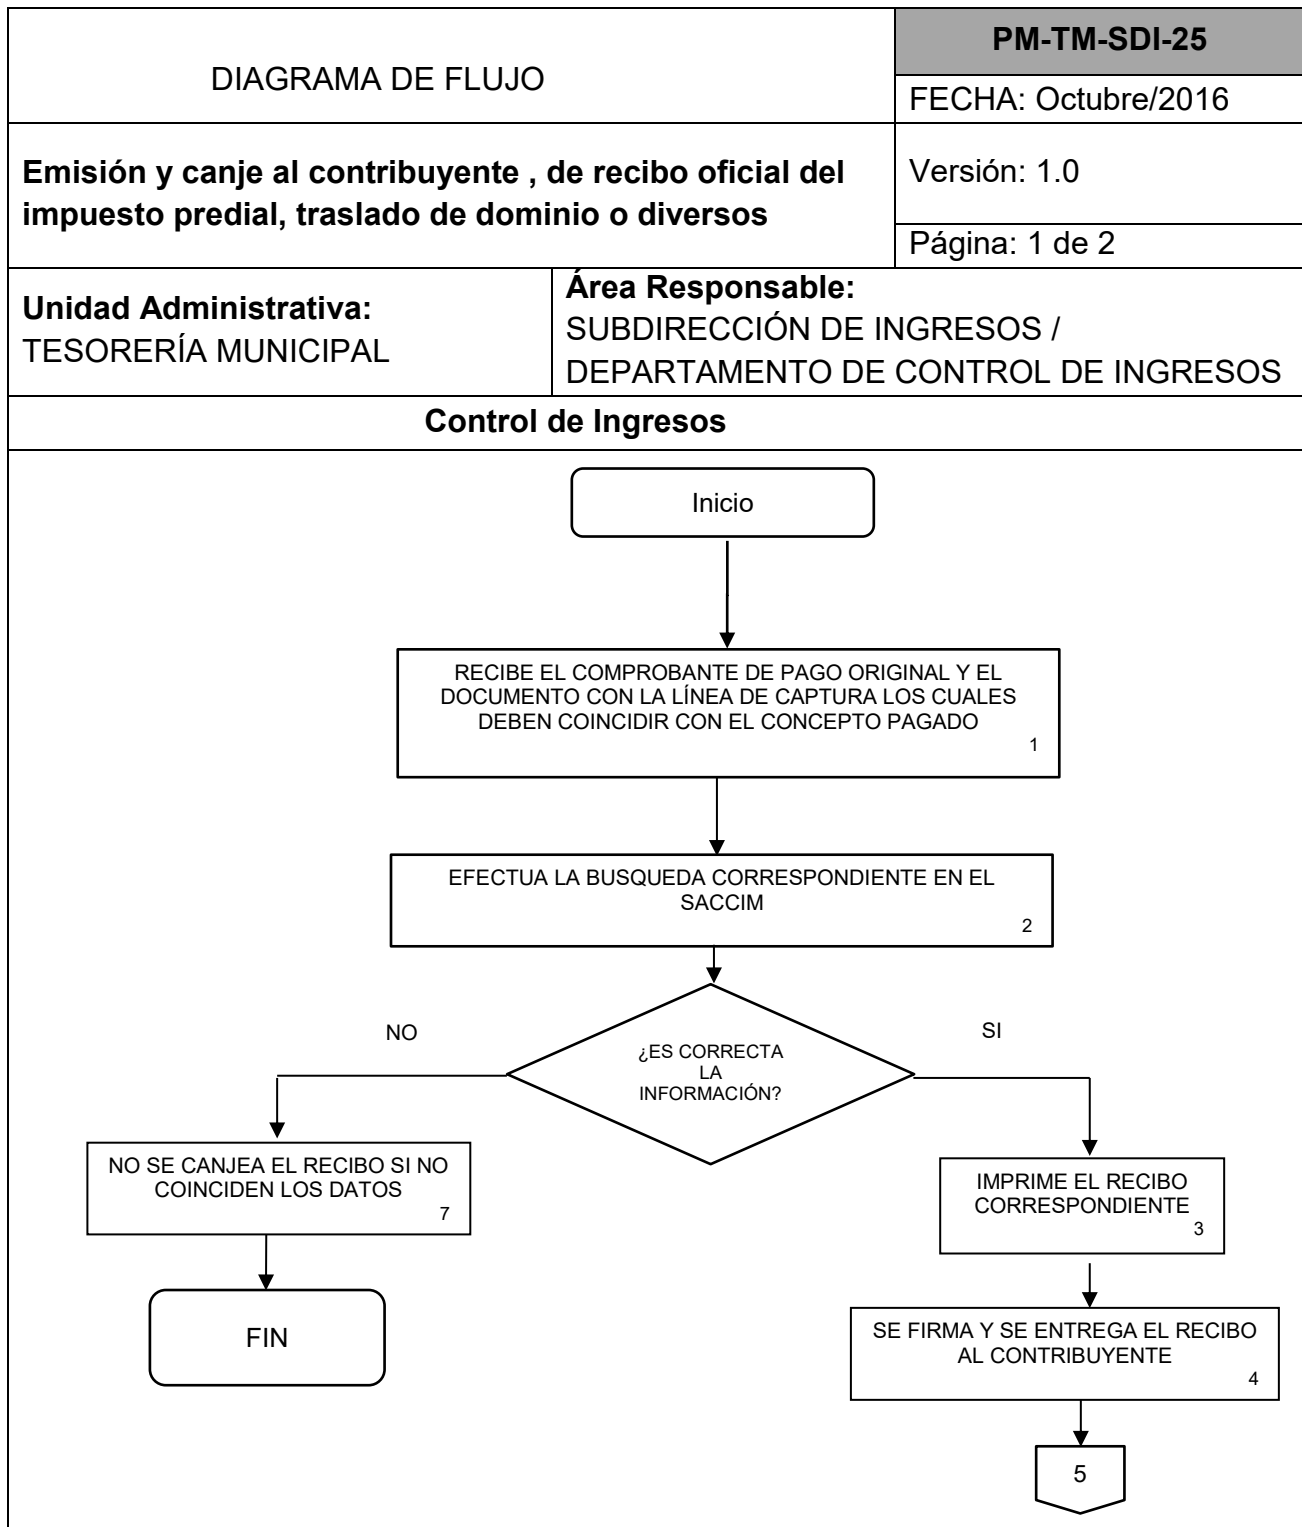 DIAGRAMA DE FLUJO
PM-TM-SDI-25
FECHA: Octubre/2016
Emisión y canje al contribuyente , de recibo oficial del
impuesto predial, traslado de dominio o diversos
Versión: 1.0
Página: 1 de 2
Unidad Administrativa:
TESORERÍA MUNICIPAL
Área Responsable:
SUBDIRECCIÓN DE INGRESOS /
DEPARTAMENTO DE CONTROL DE INGRESOS
Control de Ingresos
Inicio
RECIBE EL COMPROBANTE DE PAGO ORIGINAL Y EL
DOCUMENTO CON LA LÍNEA DE CAPTURA LOS CUALES
DEBEN COINCIDIR CON EL CONCEPTO PAGADO
1
EFECTUA LA BUSQUEDA CORRESPONDIENTE EN EL
SACCIM
2
¿ES CORRECTA
LA
INFORMACIÓN?
NO
SI
NO SE CANJEA EL RECIBO SI NO
COINCIDEN LOS DATOS
7
FIN
IMPRIME EL RECIBO
CORRESPONDIENTE
3
SE FIRMA Y SE ENTREGA EL RECIBO
AL CONTRIBUYENTE
4
5